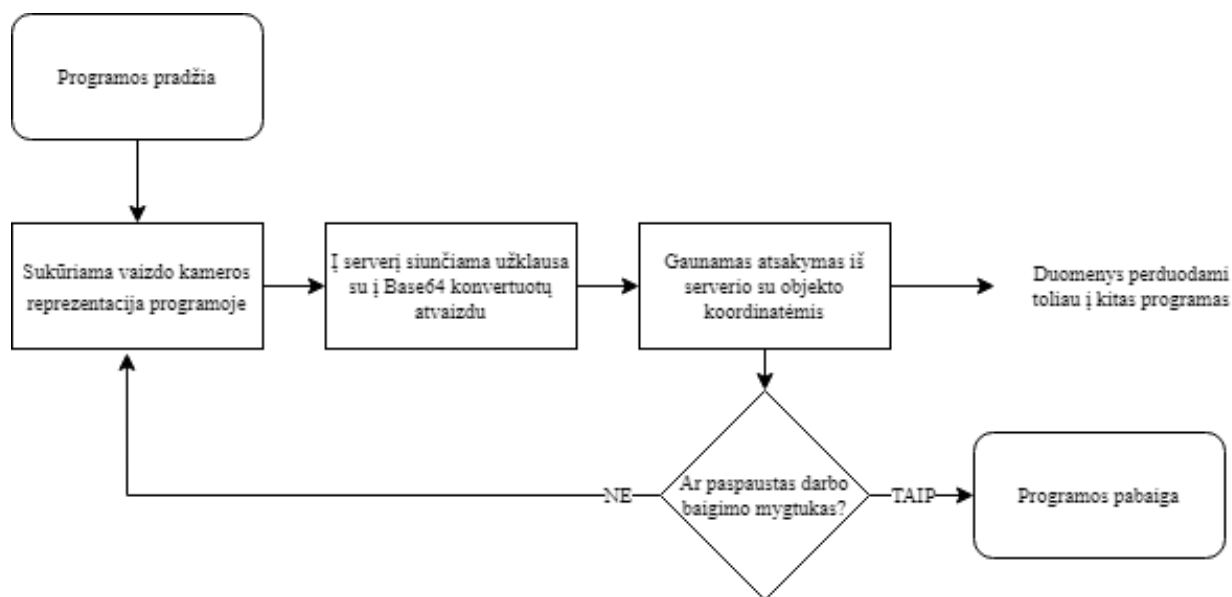 Programos pradžia
Sukūriama vaizdo kameros
reprezentacija programoje
Į serverį siunčiama užklausa
su į Base64 konvertuotų
atvaizdu
Gaunamas atsakymas iš
serverio su objekto
koordinatėmis
Duomenys perduodami
toliau į kitas programas
Ar paspaustas darbo
baigimo mygtukas?
NE
TAIP
Programos pabaiga